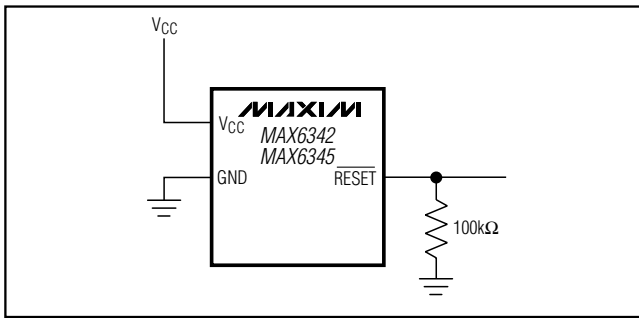 VCC
MAXIM
VCC
MAX6342
MAX6345
GND
RESET
100kΩ